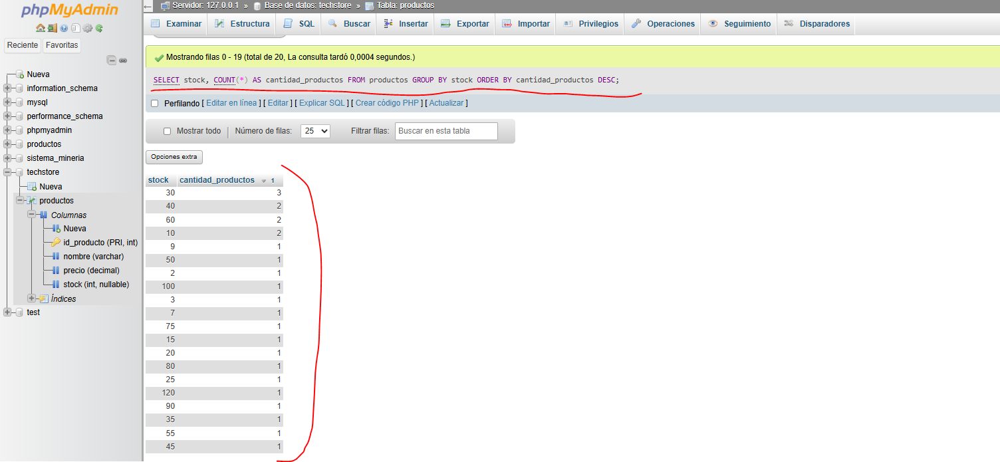 phpMyAdmin
Reciente Favoritas
Nueva
information_schema
mysql
performance_schema
phpmyadmin
productos
sistema_mineria
techstore
Nueva
productos
Columnas
Nueva
id_producto (PRI, int)
nombre (varchar)
precio (decimal)
stock (int, nullable)
Índices
test
Servidor: 127.0.0.1 » Base de datos: techstore » Tabla: productos
Examinar Estructura SQL Buscar Insertar Exportar Importar Privilegios Operaciones Seguimiento Disparadores
Mostrando filas 0 - 19 (total de 20, La consulta tardó 0,0004 segundos.)
SELECT stock, COUNT(*) AS cantidad_productos FROM productos GROUP BY stock ORDER BY cantidad_productos DESC;
Perfilando [ Editar en línea ] [ Editar ] [ Explicar SQL ] [ Crear código PHP ] [ Actualizar ]
Mostrar todo | Número de filas: 25 Filtrar filas: Buscar en esta tabla
Opciones extra
stock cantidad_productos 1
30 3
40 2
60 2
10 2
9 1
50 1
2 1
100 1
3 1
7 1
75 1
15 1
20 1
80 1
25 1
120 1
90 1
35 1
55 1
45 1